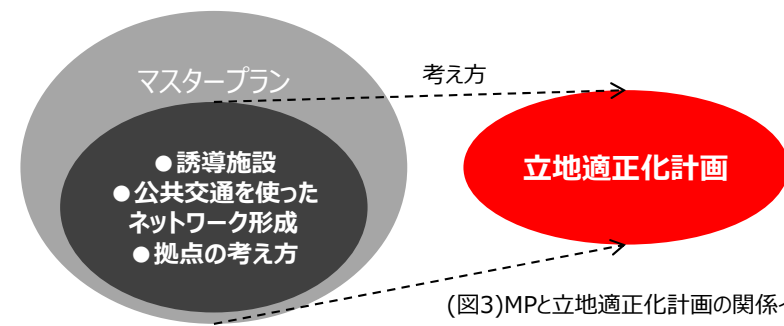 マスタープラン
考え方
●誘導施設
●公共交通を使った
ネットワーク形成
●拠点の考え方
立地適正化計画
(図3)MPと立地適正化計画の関係